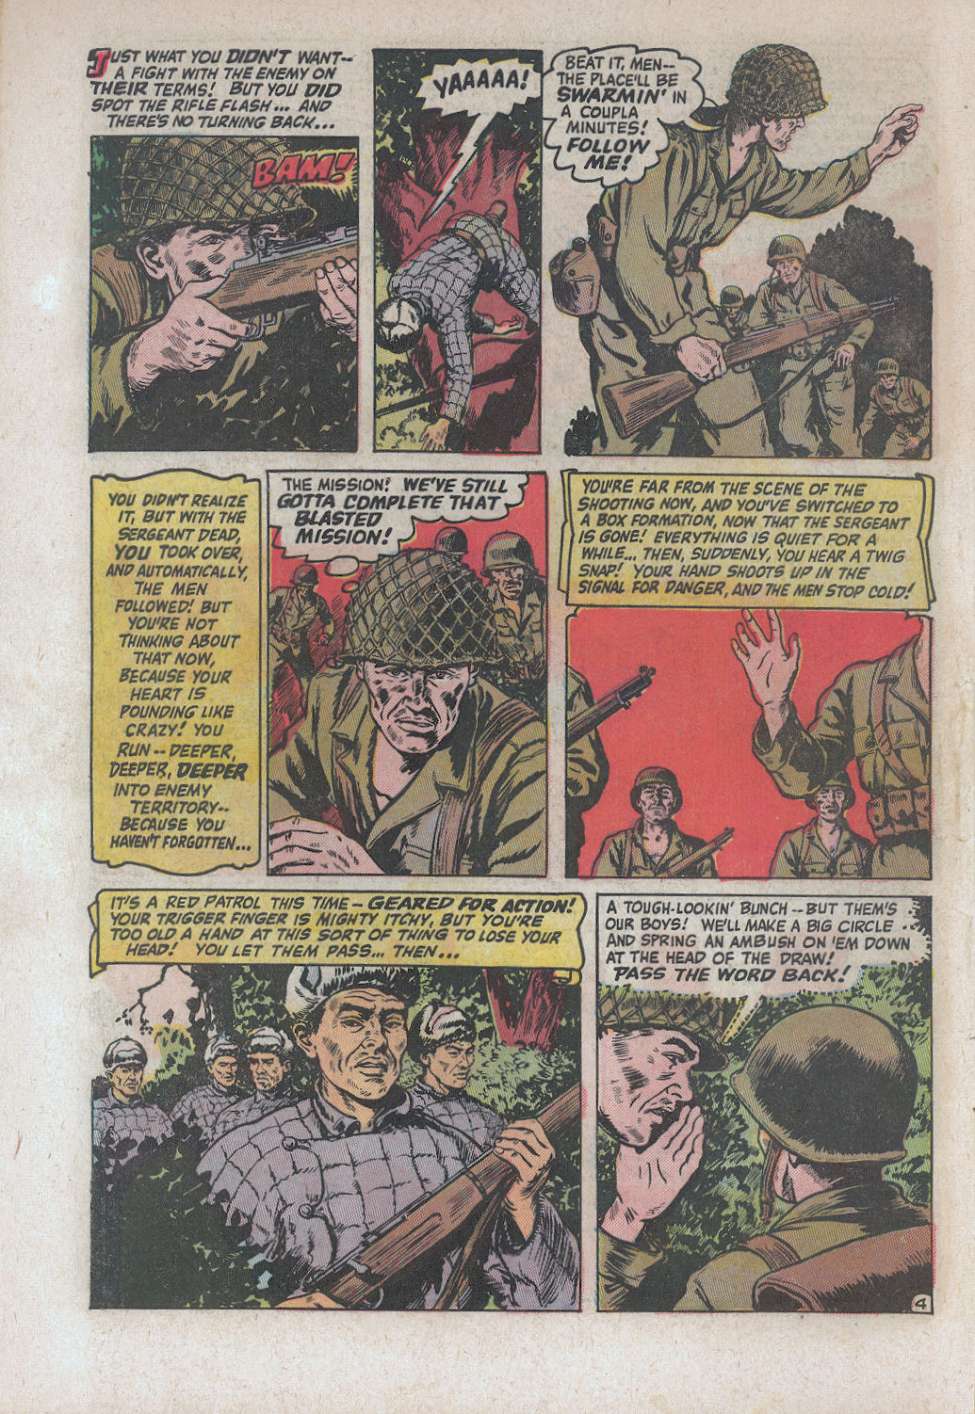 JUST WHAT YOU DIDN'T WANT--
A FIGHT WITH THE ENEMY ON
THEIR TERMS! BUT YOU DID
SPOT THE RIFLE FLASH... AND
THERE'S NO TURNING BACK...
BAM!
YAAAAAA!
BEAT IT, MEN--
THE PLACE'LL BE
SWARMIN' IN
A COUPLA
MINUTES!
FOLLOW
ME!
YOU DIDN'T REALIZE
IT, BUT WITH THE
SERGEANT DEAD,
YOU TOOK OVER,
AND AUTOMATICALLY,
THE MEN
FOLLOWED! BUT
YOU'RE NOT
THINKING ABOUT
THAT NOW,
BECAUSE YOUR
HEART IS
POUNDING LIKE
CRAZY! YOU
RUN -- DEEPER,
DEEPER, DEEPER
INTO ENEMY
TERRITORY--
BECAUSE YOU
HAVEN'T FORGOTTEN...
THE MISSION! WE'VE STILL
GOTTA COMPLETE THAT
BLASTED
MISSION!
YOU'RE FAR FROM THE SCENE OF THE
SHOOTING NOW, AND YOU'VE SWITCHED TO
A BOX FORMATION, NOW THAT THE SERGEANT
IS GONE! EVERYTHING IS QUIET FOR A
WHILE... THEN, SUDDENLY, YOU HEAR A TWIG
SNAP! YOUR HAND SHOOTS UP IN THE
SIGNAL FOR DANGER, AND THE MEN STOP COLD!
IT'S A RED PATROL THIS TIME - GEARED FOR ACTION!
YOUR TRIGGER FINGER IS MIGHTY ITCHY, BUT YOU'RE
TOO OLD A HAND AT THIS SORT OF THING TO LOSE YOUR
HEAD! YOU LET THEM PASS... THEN...
A TOUGH-LOOKIN' BUNCH -- BUT THEM'S
OUR BOYS! WE'LL MAKE A BIG CIRCLE
AND SPRING AN AMBUSH ON 'EM DOWN
AT THE HEAD OF THE DRAW!
PASS THE WORD BACK!
4